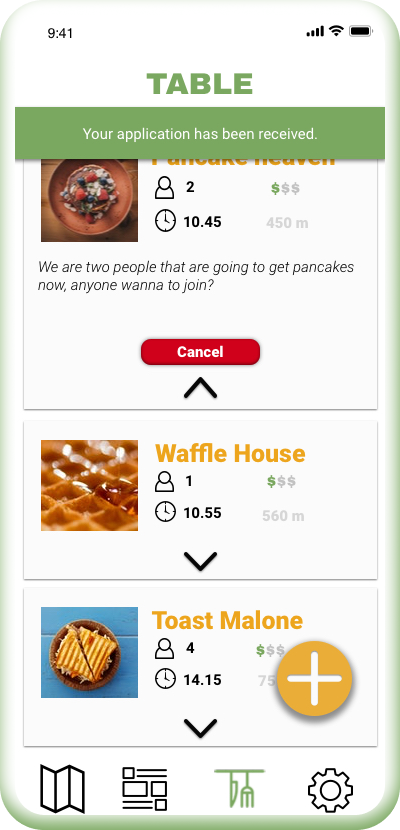 9:41
TABLE
Your application has been received.
Pancake heaven
2 $$$
10.45 450 m
We are two people that are going to get pancakes
now, anyone wanna to join?
Cancel
Waffle House
1 $$$
10.55 560 m
Toast Malone
4 $$$
14.15 75